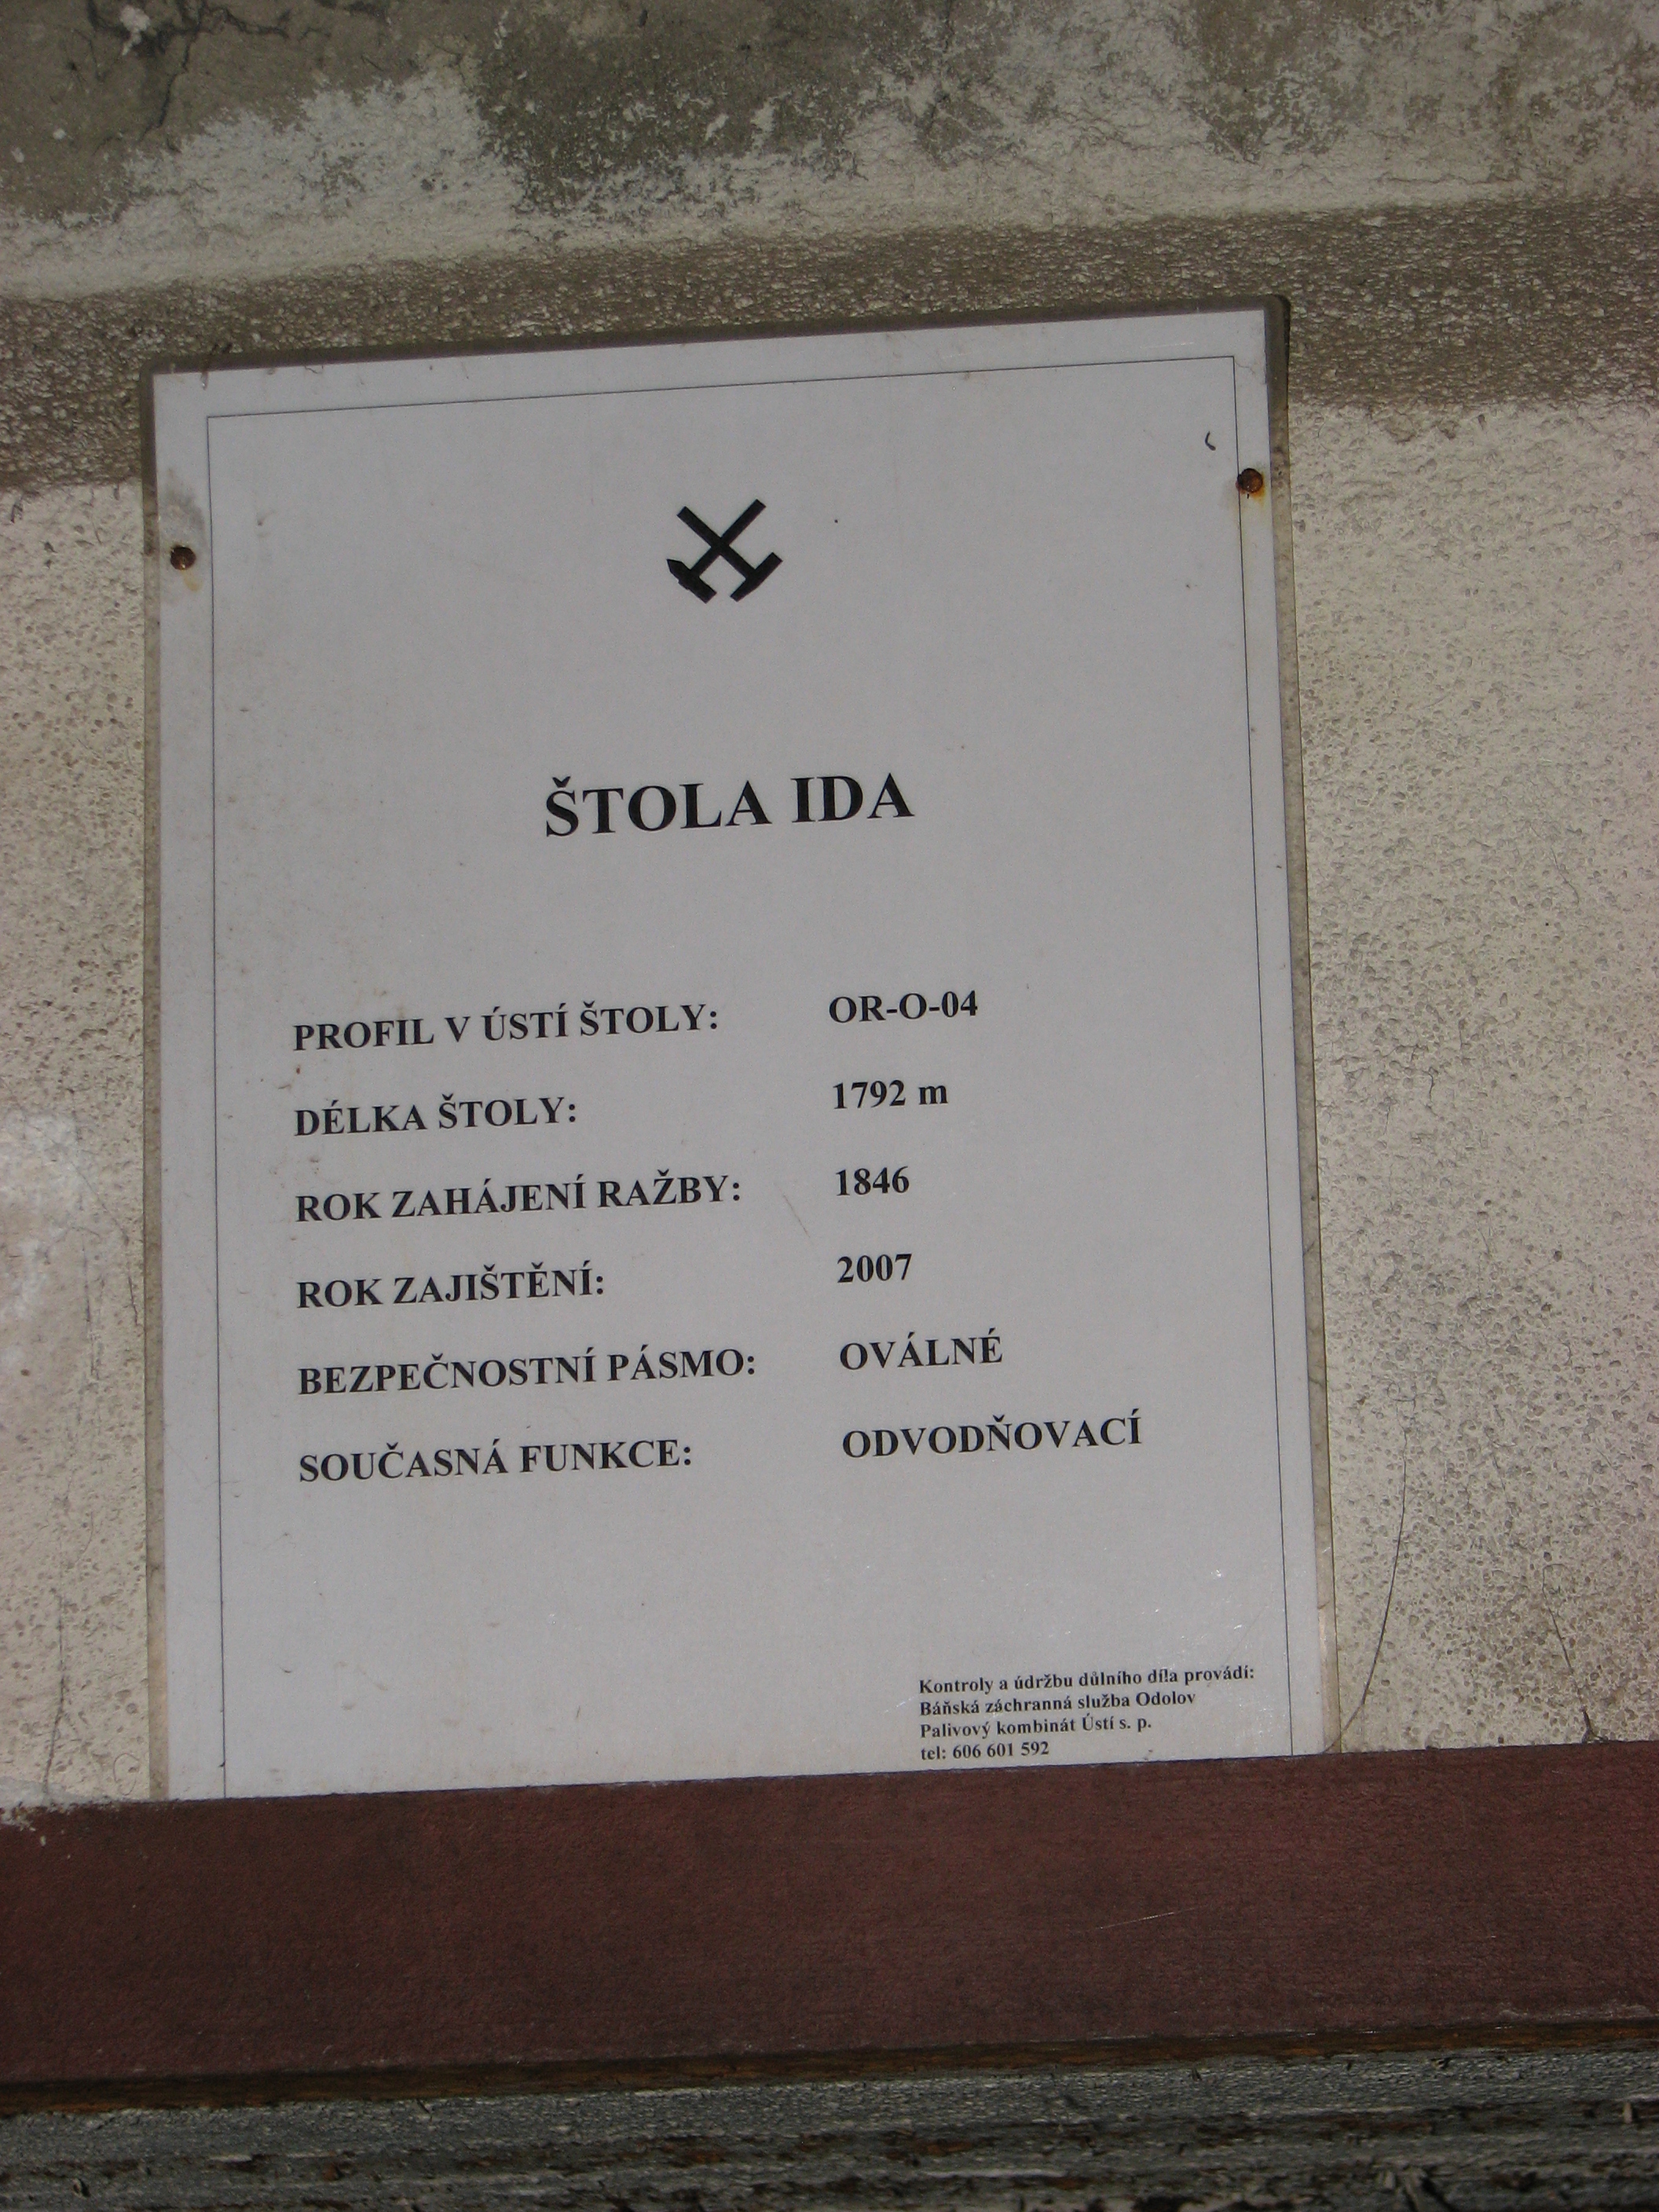 ŠTOLA IDA
PROFIL V ÚSTÍ ŠTOLY: OR-O-04
DÉLKA ŠTOLY: 1792 m
ROK ZAHÁJENÍ RAŽBY: 1846
ROK ZAJIŠTĚNÍ: 2007
BEZPEČNOSTNÍ PÁSMO: OVÁLNÉ
SOUČASNÁ FUNKCE: ODVODŇOVACÍ
Kontroly a údržbu důlního díla provádí:
Báňská záchranná služba Odolov
Palivový kombinát Ústí s. p.
tel: 606 601 592